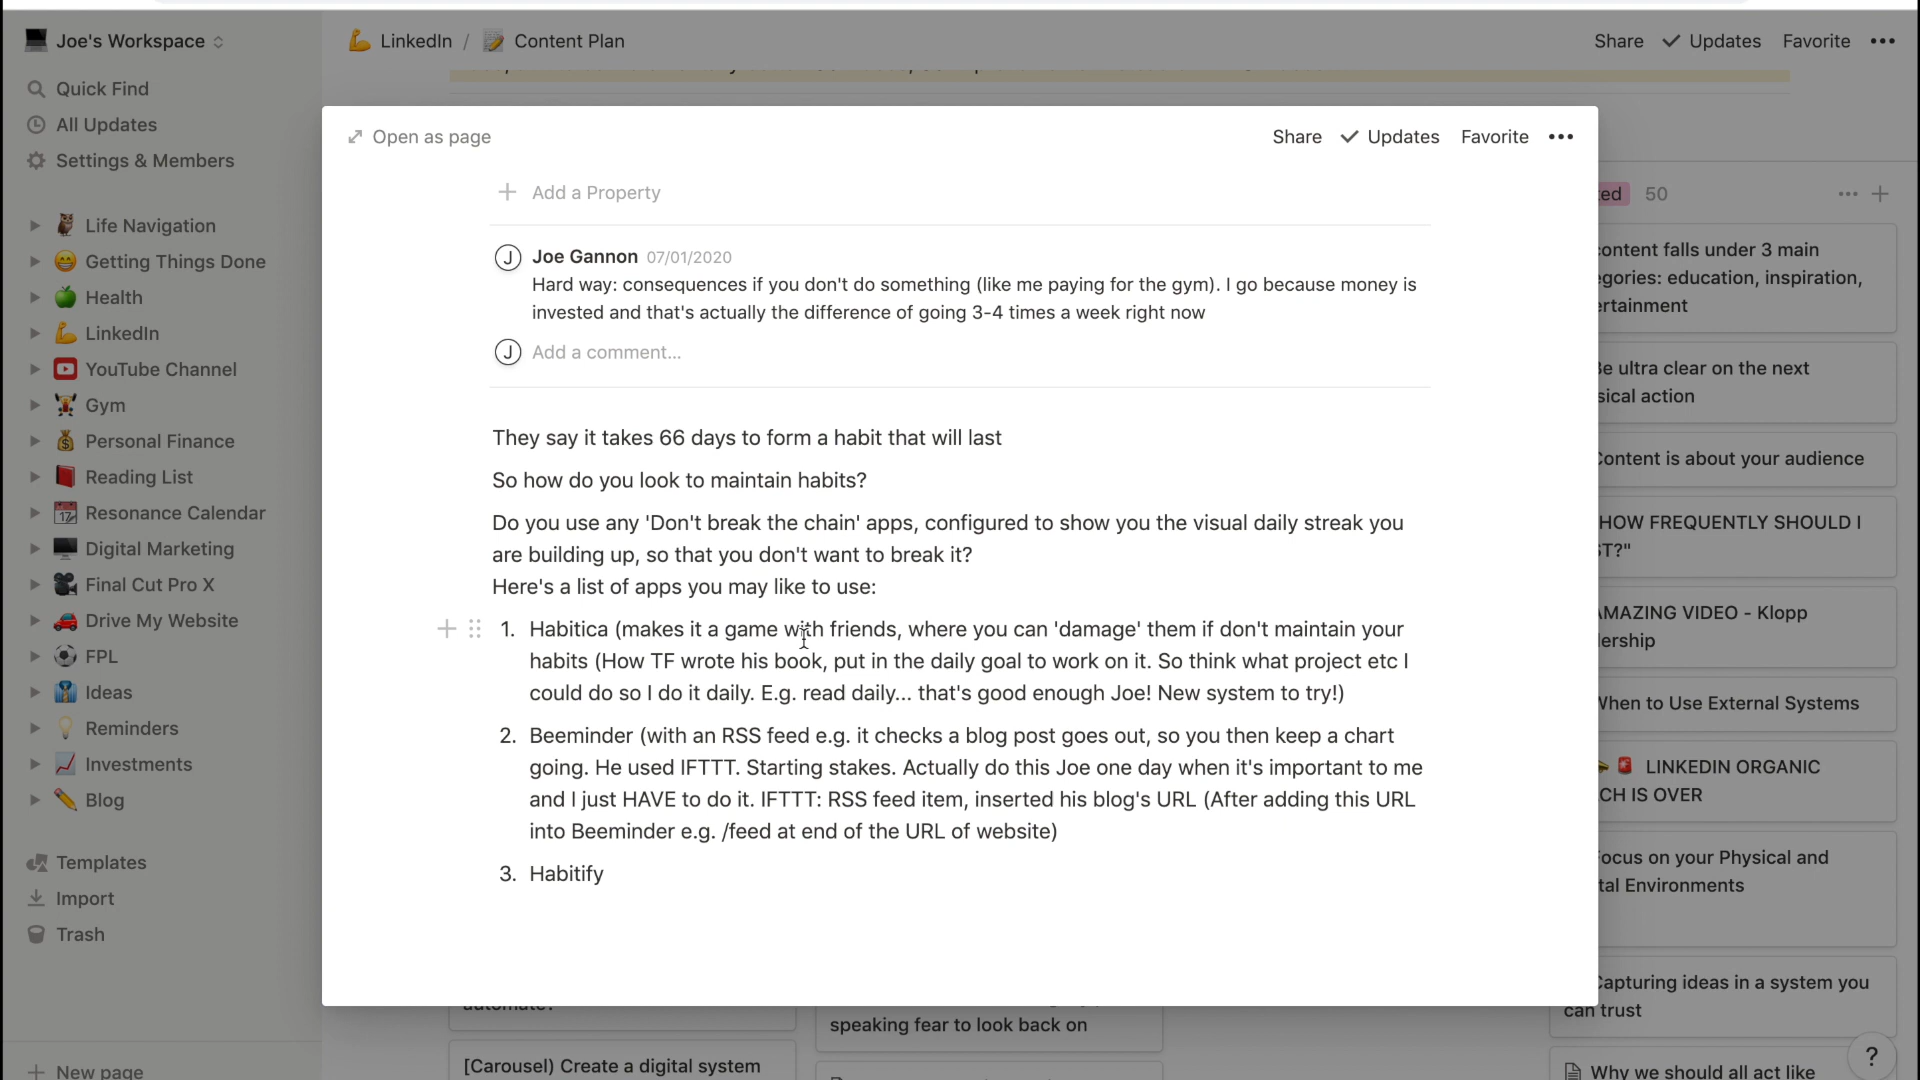 Joe's Workspace
LinkedIn / Content Plan
Share Updates Favorite
Quick Find
All Updates
Settings & Members
Life Navigation
Getting Things Done
Health
LinkedIn
YouTube Channel
Gym
Personal Finance
Reading List
Resonance Calendar
Digital Marketing
Final Cut Pro X
Drive My Website
FPL
Ideas
Reminders
Investments
Blog
Templates
Import
Trash
New page
Open as page
Share Updates Favorite
Add a Property
J Joe Gannon 07/01/2020
Hard way: consequences if you don't do something (like me paying for the gym). I go because money is
invested and that's actually the difference of going 3-4 times a week right now
J Add a comment...
They say it takes 66 days to form a habit that will last
So how do you look to maintain habits?
Do you use any 'Don't break the chain' apps, configured to show you the visual daily streak you
are building up, so that you don't want to break it?
Here's a list of apps you may like to use:
1. Habitica (makes it a game with friends, where you can 'damage' them if don't maintain your
habits (How TF wrote his book, put in the daily goal to work on it. So think what project etc I
could do so I do it daily. E.g. read daily... that's good enough Joe! New system to try!)
2. Beeminder (with an RSS feed e.g. it checks a blog post goes out, so you then keep a chart
going. He used IFTTT. Starting stakes. Actually do this Joe one day when it's important to me
and I just HAVE to do it. IFTTT: RSS feed item, inserted his blog's URL (After adding this URL
into Beeminder e.g. /feed at end of the URL of website)
3. Habitify
[Carousel) Create a digital system
speaking fear to look back on
50
content falls under 3 main
education, inspiration,
Be ultra clear on the next
action
Content is about your audience
HOW FREQUENTLY SHOULD I
AMAZING VIDEO - Klopp
When to Use External Systems
LINKEDIN ORGANIC
IS OVER
Focus on your Physical and
Environments
Capturing ideas in a system you
can trust
Why we should all act like
?